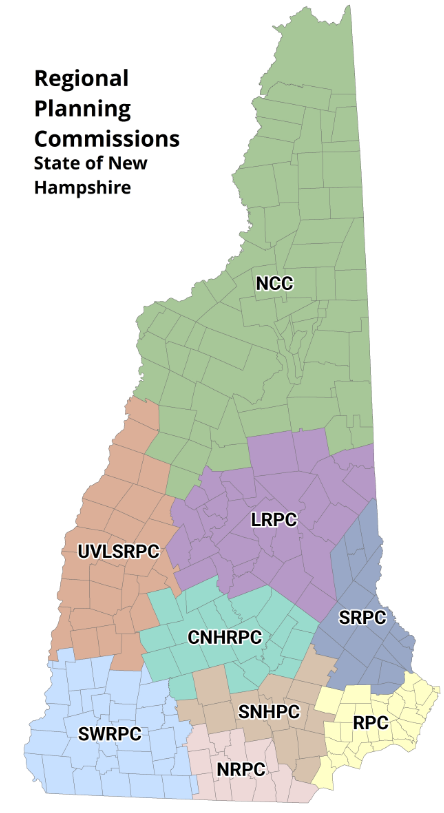 Regional
Planning
Commissions
State of New
Hampshire
NCC
LRPC
UVLSRPC
SRPC
CNHRPC
SNHPC
RPC
SWRPC
NRPC